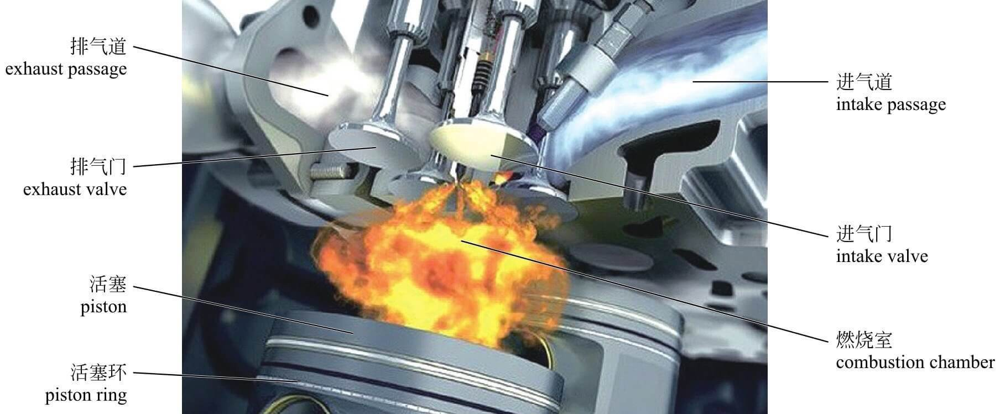 排气道
exhaust passage
排气门
exhaust valve
活塞
piston
活塞环
piston ring
进气道
intake passage
进气门
intake valve
燃烧室
combustion chamber